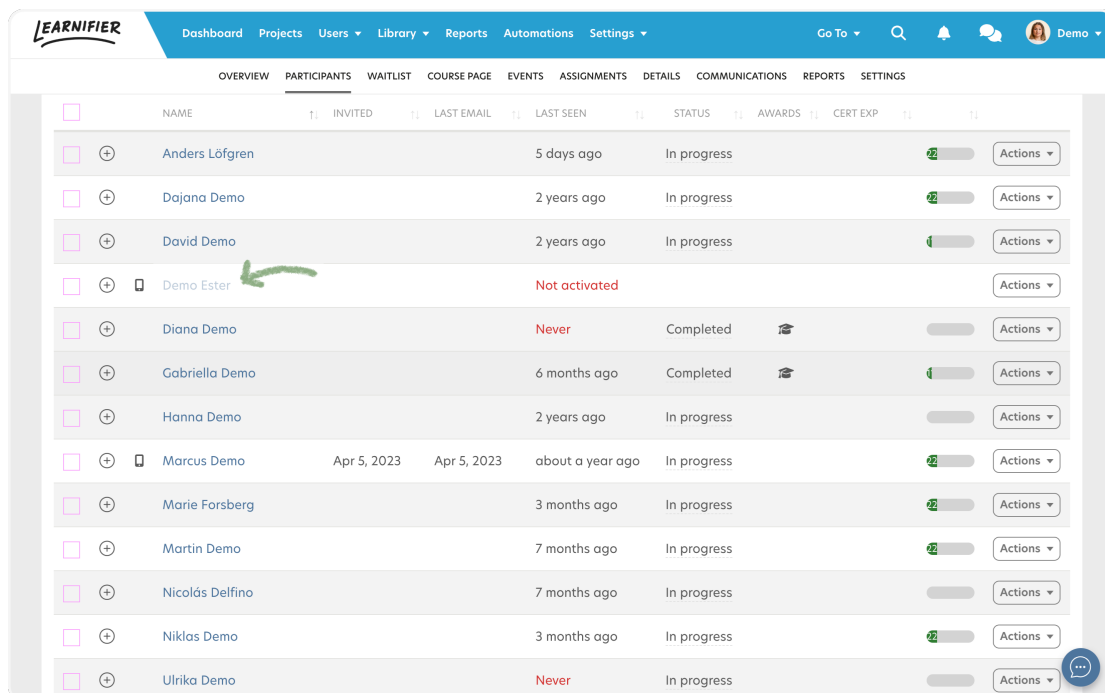 LEARNIFIER
Dashboard Projects Users Library Reports Automations Settings Go To Demo
OVERVIEW PARTICIPANTS WAITLIST COURSE PAGE EVENTS ASSIGNMENTS DETAILS COMMUNICATIONS REPORTS SETTINGS
NAME INVITED LAST EMAIL LAST SEEN STATUS AWARDS CERT EXP
Anders Löfgren 5 days ago In progress 22 Actions
Dajana Demo 2 years ago In progress 22 Actions
David Demo 2 years ago In progress Actions
Demo Ester Not activated Actions
Diana Demo Never Completed Actions
Gabriella Demo 6 months ago Completed Actions
Hanna Demo 2 years ago In progress Actions
Marcus Demo Apr 5, 2023 Apr 5, 2023 about a year ago In progress 22 Actions
Marie Forsberg 3 months ago In progress 22 Actions
Martin Demo 7 months ago In progress 22 Actions
Nicolás Delfino 7 months ago In progress Actions
Niklas Demo 3 months ago In progress 22 Actions
Ulrika Demo Never In progress Actions